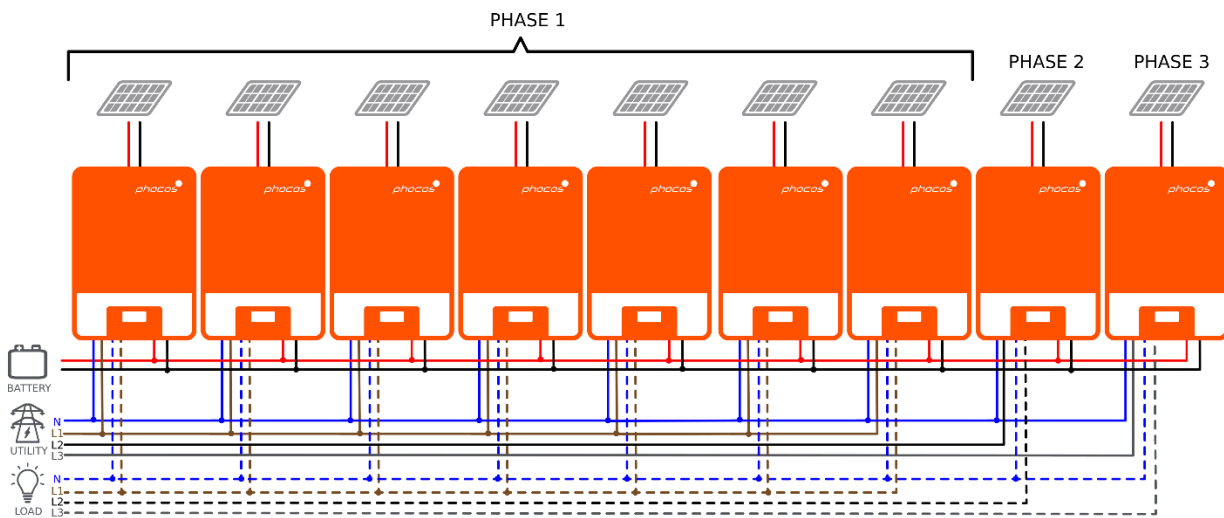 PHASE 1
PHASE 2
PHASE 3
phocos phocos phocos phocos phocos phocos phocos phocos phocos
BATTERY
UTILITY
N
L1
L2
L3
LOAD
N
L1
L2
L3